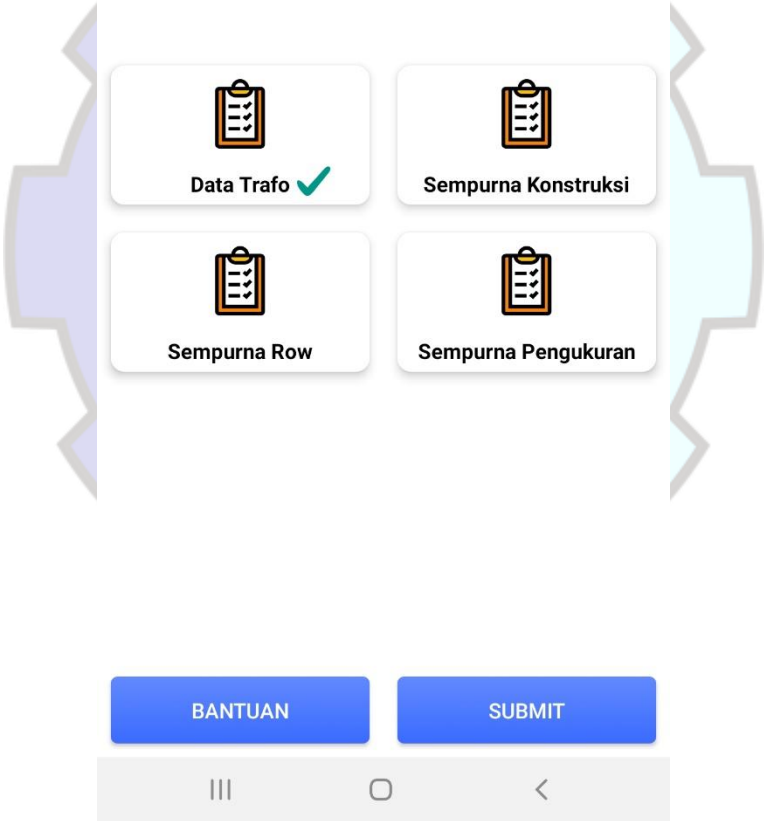 Data Trafo
Sempurna Konstruksi
Sempurna Row
Sempurna Pengukuran
BANTUAN
SUBMIT